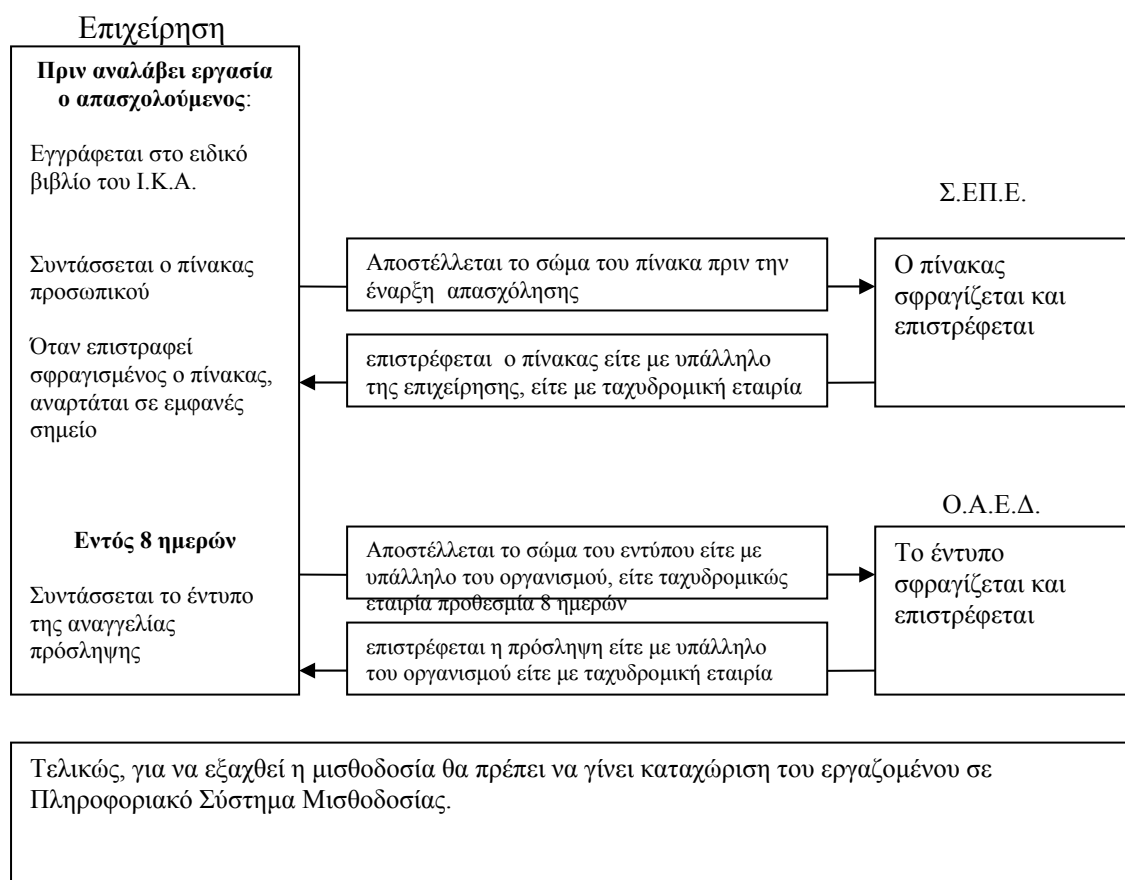 Επιχείρηση
Πριν αναλάβει εργασία
ο απασχολούμενος:
Εγγράφεται στο ειδικό
βιβλίο του Ι.Κ.Α.
Σ.ΕΠ.Ε.
Συντάσσεται ο πίνακας
προσωπικού
Αποστέλλεται το σώμα του πίνακα πριν την
έναρξη απασχόλησης
Ο πίνακας
σφραγίζεται και
επιστρέφεται
Όταν επιστραφεί
σφραγισμένος ο πίνακας,
αναρτάται σε εμφανές
σημείο
επιστρέφεται ο πίνακας είτε με υπάλληλο
της επιχείρησης, είτε με ταχυδρομική εταιρία
Ο.Α.Ε.Δ.
Εντός 8 ημερών
Συντάσσεται το έντυπο
της αναγγελίας
πρόσληψης
Αποστέλλεται το σώμα του εντύπου είτε με
υπάλληλο του οργανισμού, είτε ταχυδρομικώς
εταιρία προθεσμία 8 ημερών
Το έντυπο
σφραγίζεται και
επιστρέφεται
επιστρέφεται η πρόσληψη είτε με υπάλληλο
του οργανισμού είτε με ταχυδρομική εταιρία
Τελικώς, για να εξαχθεί η μισθοδοσία θα πρέπει να γίνει καταχώριση του εργαζομένου σε
Πληροφοριακό Σύστημα Μισθοδοσίας.